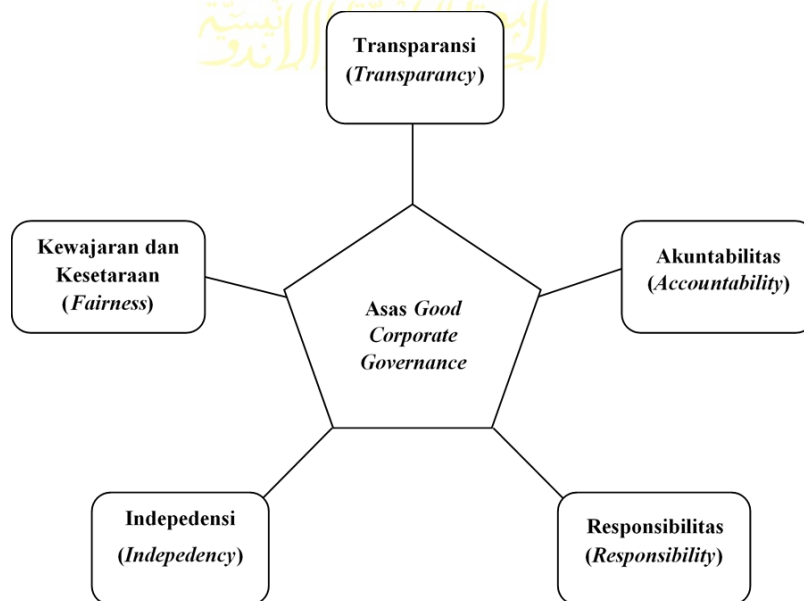 Transparansi
(Transparancy)
Kewajaran dan
Kesetaraan
(Fairness)
Akuntabilitas
(Accountability)
Asas Good
Corporate
Governance
Indepedensi
(Indepedency)
Responsibilitas
(Responsibility)